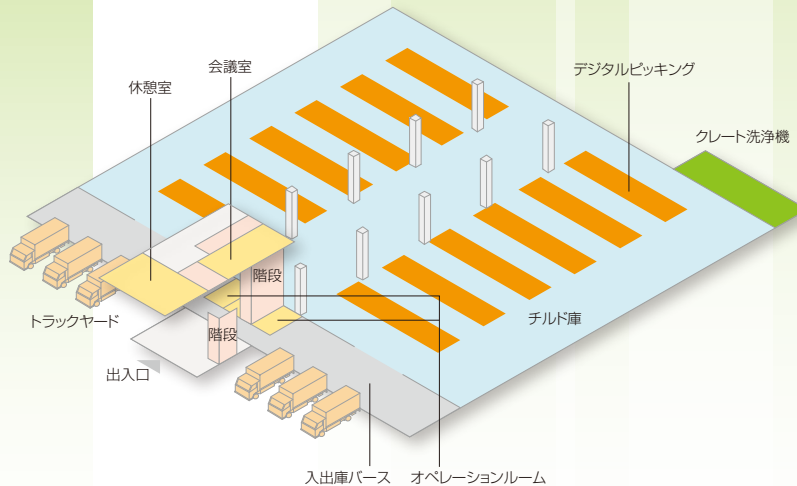 会議室
休憩室
デジタルピッキング
クレート洗浄機
階段
トラックヤード
階段
チルド庫
出入口
入出庫バース
オペレーションルーム